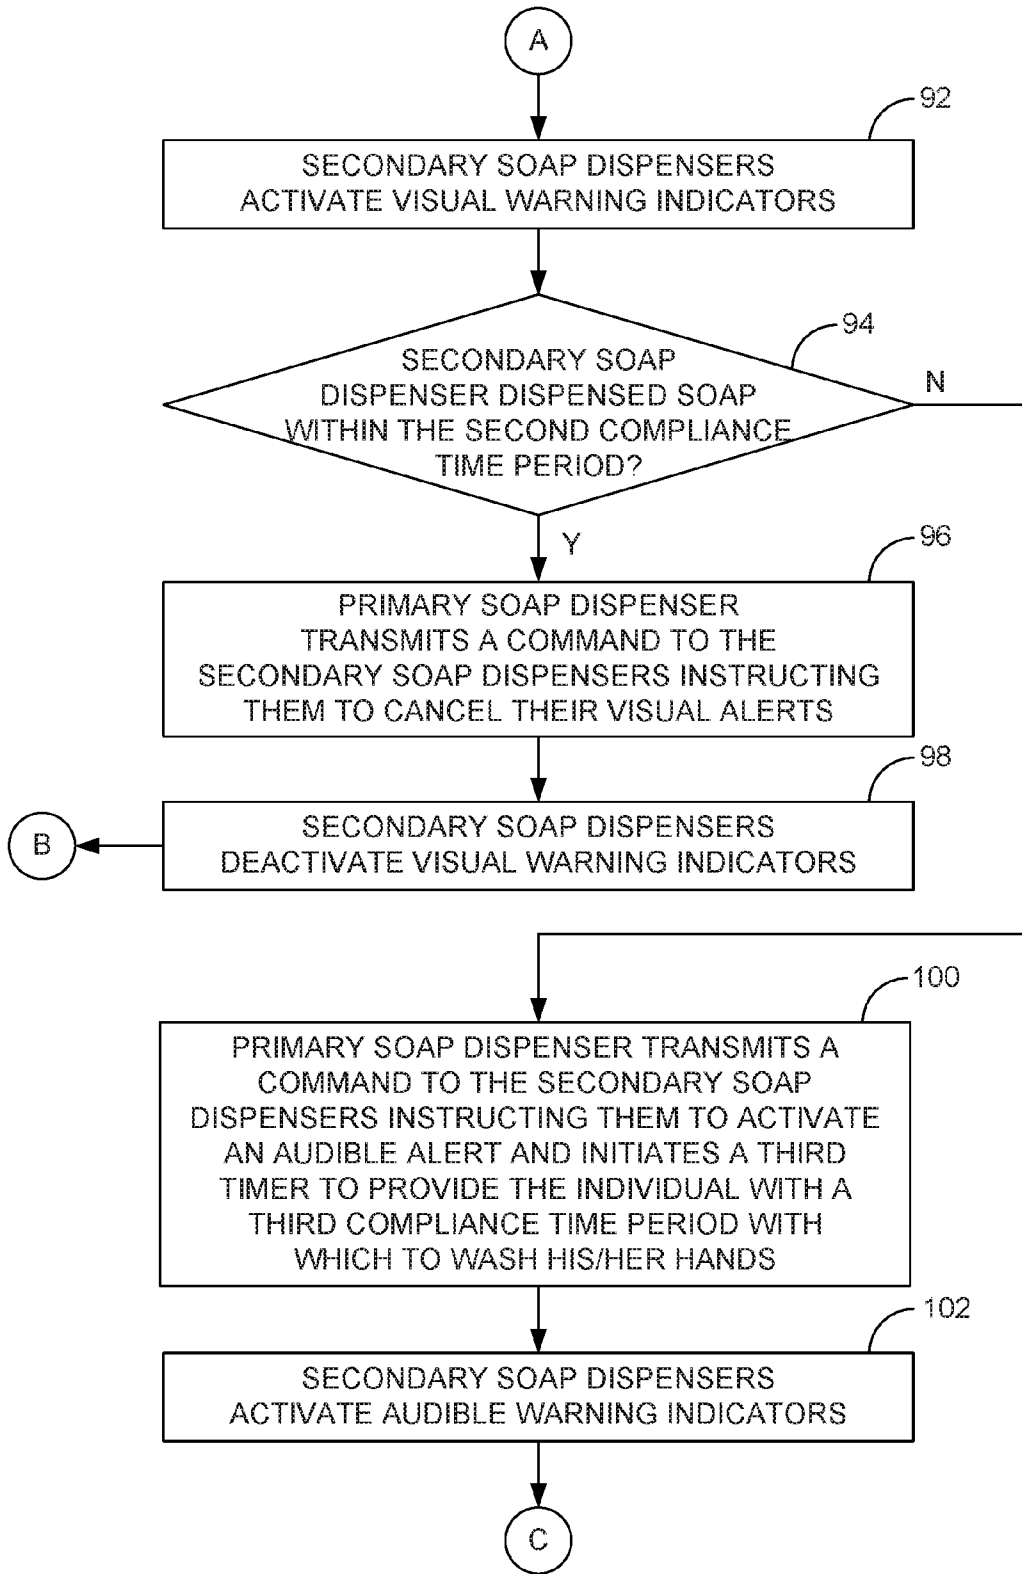 A
92
SECONDARY SOAP DISPENSERS
ACTIVATE VISUAL WARNING INDICATORS
94
SECONDARY SOAP
DISPENSER DISPENSED SOAP
WITHIN THE SECOND COMPLIANCE
TIME PERIOD?
N
Y
96
PRIMARY SOAP DISPENSER
TRANSMITS A COMMAND TO THE
SECONDARY SOAP DISPENSERS INSTRUCTING
THEM TO CANCEL THEIR VISUAL ALERTS
98
SECONDARY SOAP DISPENSERS
DEACTIVATE VISUAL WARNING INDICATORS
B
100
PRIMARY SOAP DISPENSER TRANSMITS A
COMMAND TO THE SECONDARY SOAP
DISPENSERS INSTRUCTING THEM TO ACTIVATE
AN AUDIBLE ALERT AND INITIATES A THIRD
TIMER TO PROVIDE THE INDIVIDUAL WITH A
THIRD COMPLIANCE TIME PERIOD WITH
WHICH TO WASH HIS/HER HANDS
102
SECONDARY SOAP DISPENSERS
ACTIVATE AUDIBLE WARNING INDICATORS
C